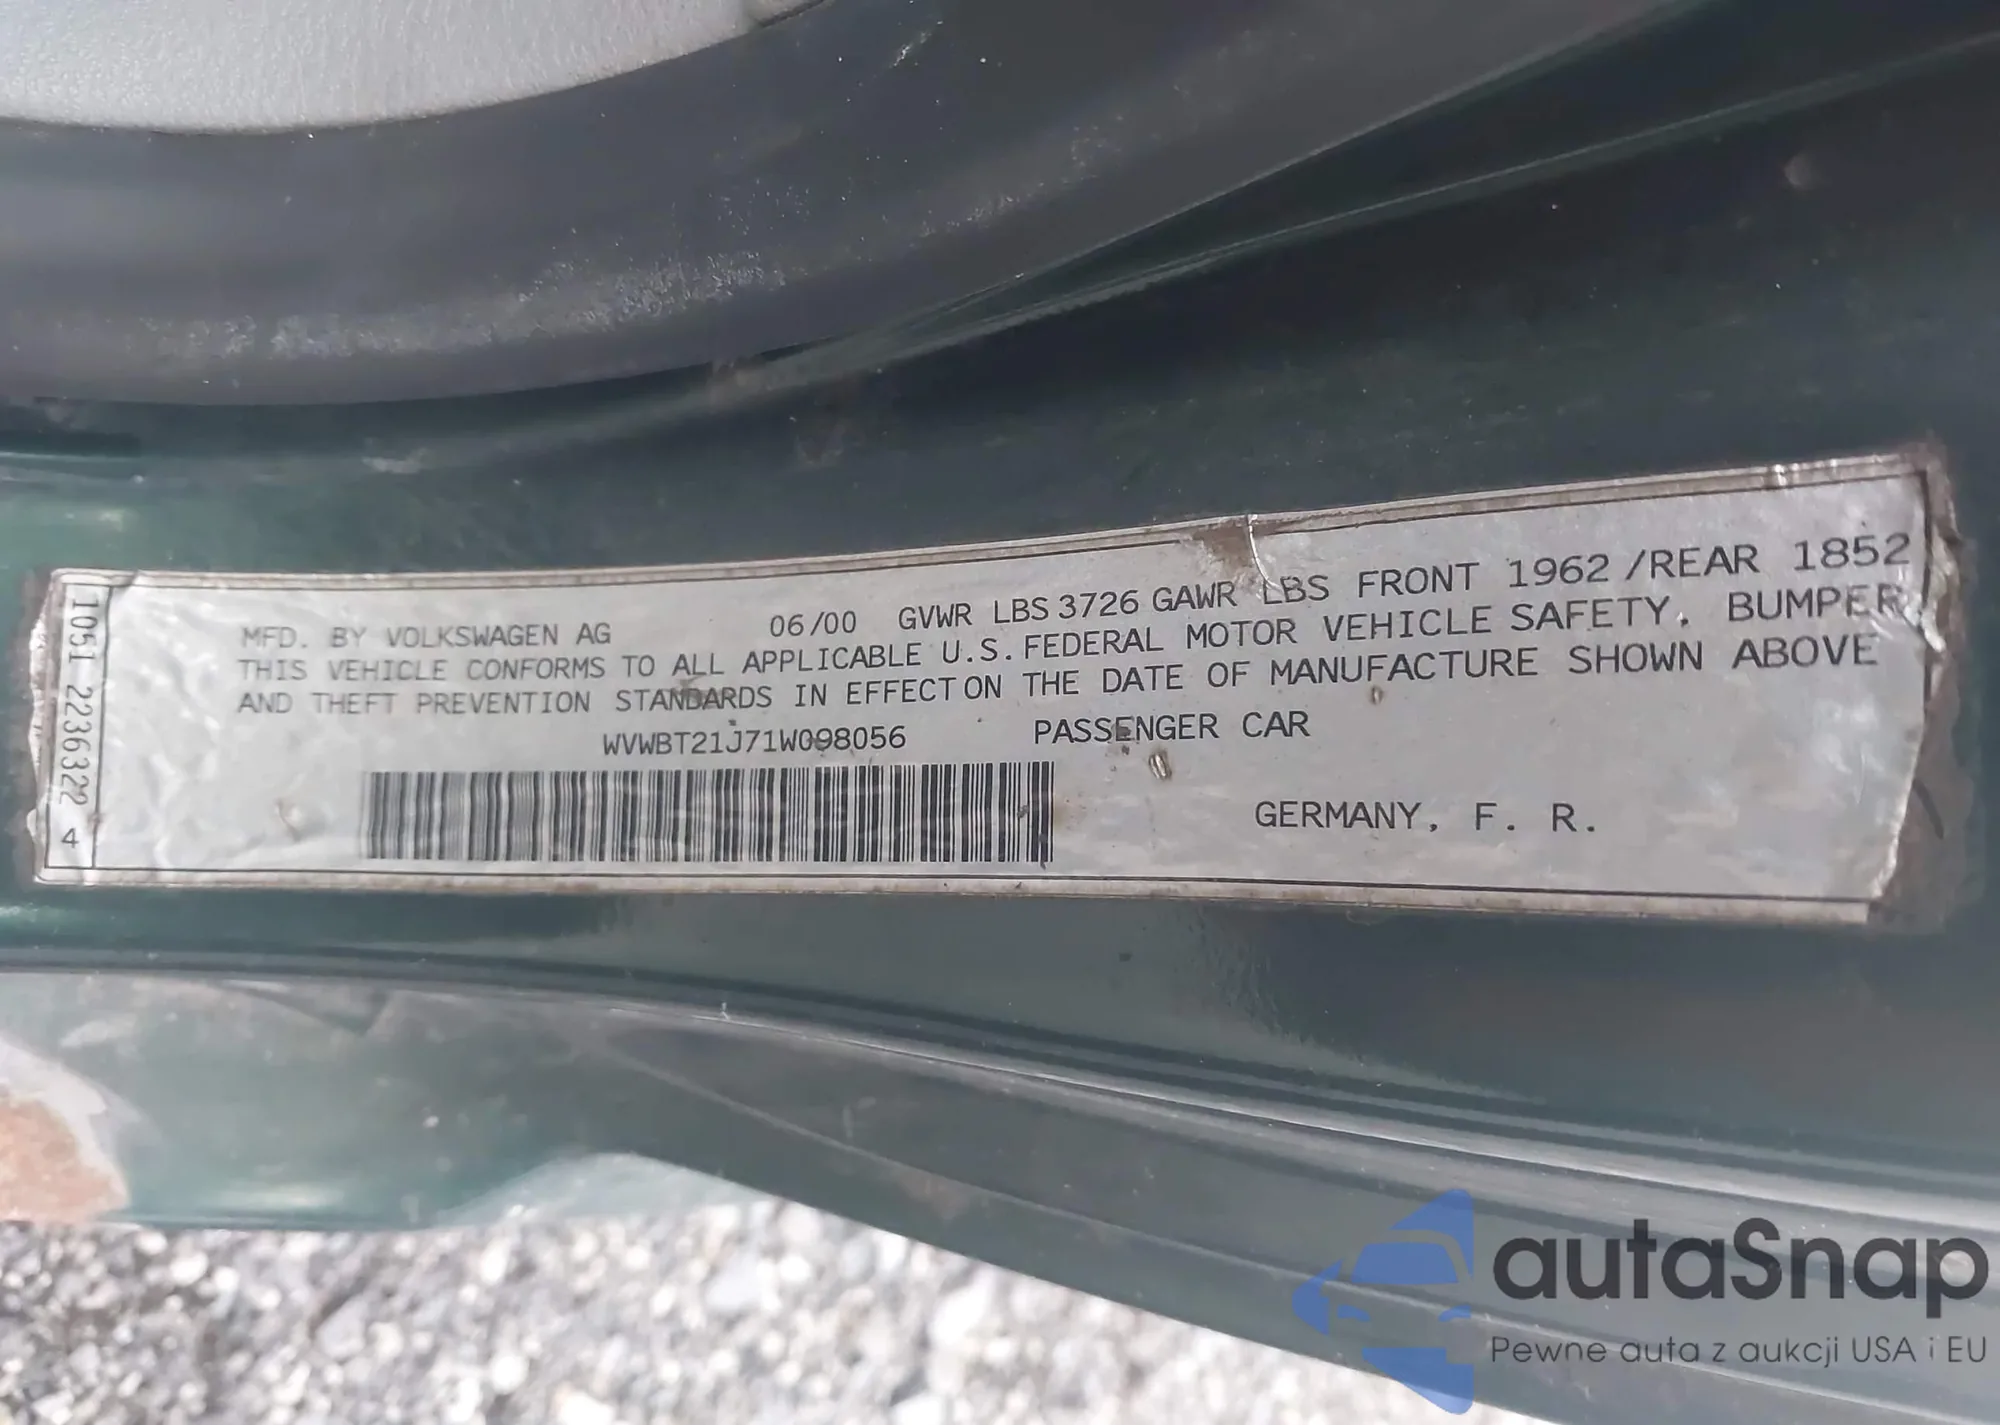 MFD. BY VOLKSWAGEN AG 06/00 GVWR LBS 3726 GAWR LBS FRONT 1962 /REAR 1852
THIS VEHICLE CONFORMS TO ALL APPLICABLE U.S. FEDERAL MOTOR VEHICLE SAFETY, BUMPER
AND THEFT PREVENTION STANDARDS IN EFFECT ON THE DATE OF MANUFACTURE SHOWN ABOVE
WVWBT21J71W098056 PASSENGER CAR
GERMANY, F. R.
1051 2236322 4
autaSnap
Pewne auta z aukcji USA i EU